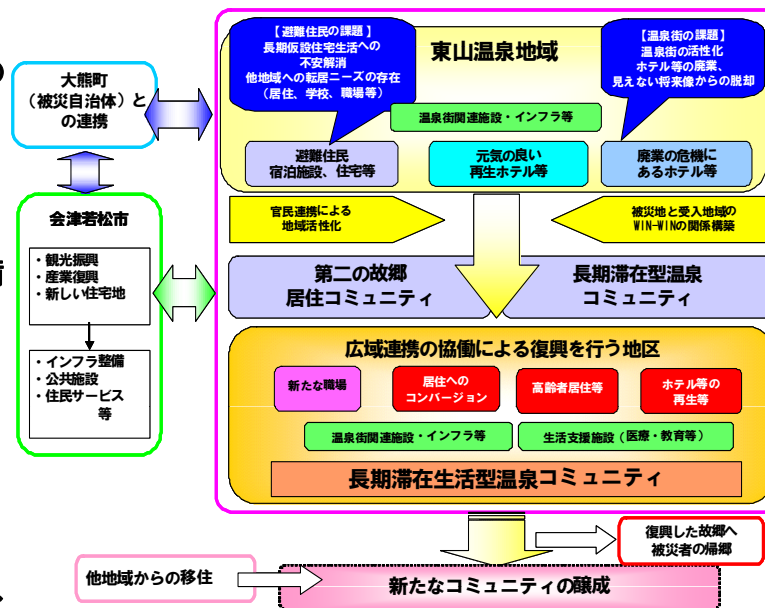 【避難住民の課題】
長期仮設住宅生活への
不安解消
他地域への転居ニーズの存在
（居住、学校、職場等）
東山温泉地域
【温泉街の課題】
温泉街の活性化
ホテル等の廃業、
見えない将来像からの脱却
大熊町
（被災自治体）と
の連携
温泉街関連施設・インフラ等
避難住民
宿泊施設、住宅等
元気の良い
再生ホテル等
廃業の危機に
あるホテル等
会津若松市
・観光振興
・産業復興
・新しい住宅地
・インフラ整備
・公共施設
・住民サービス
等
官民連携による
地域活性化
被災地と受入地域の
WIN-WINの関係構築
第二の故郷
居住コミュニティ
長期滞在型温泉
コミュニティ
広域連携の協働による復興を行う地区
新たな職場
居住への
コンバージョン
高齢者居住等
ホテル等の
再生等
温泉街関連施設・インフラ等
生活支援施設（医療・教育等）
長期滞在生活型温泉コミュニティ
復興した故郷へ
被災者の帰郷
他地域からの移住
新たなコミュニティの醸成